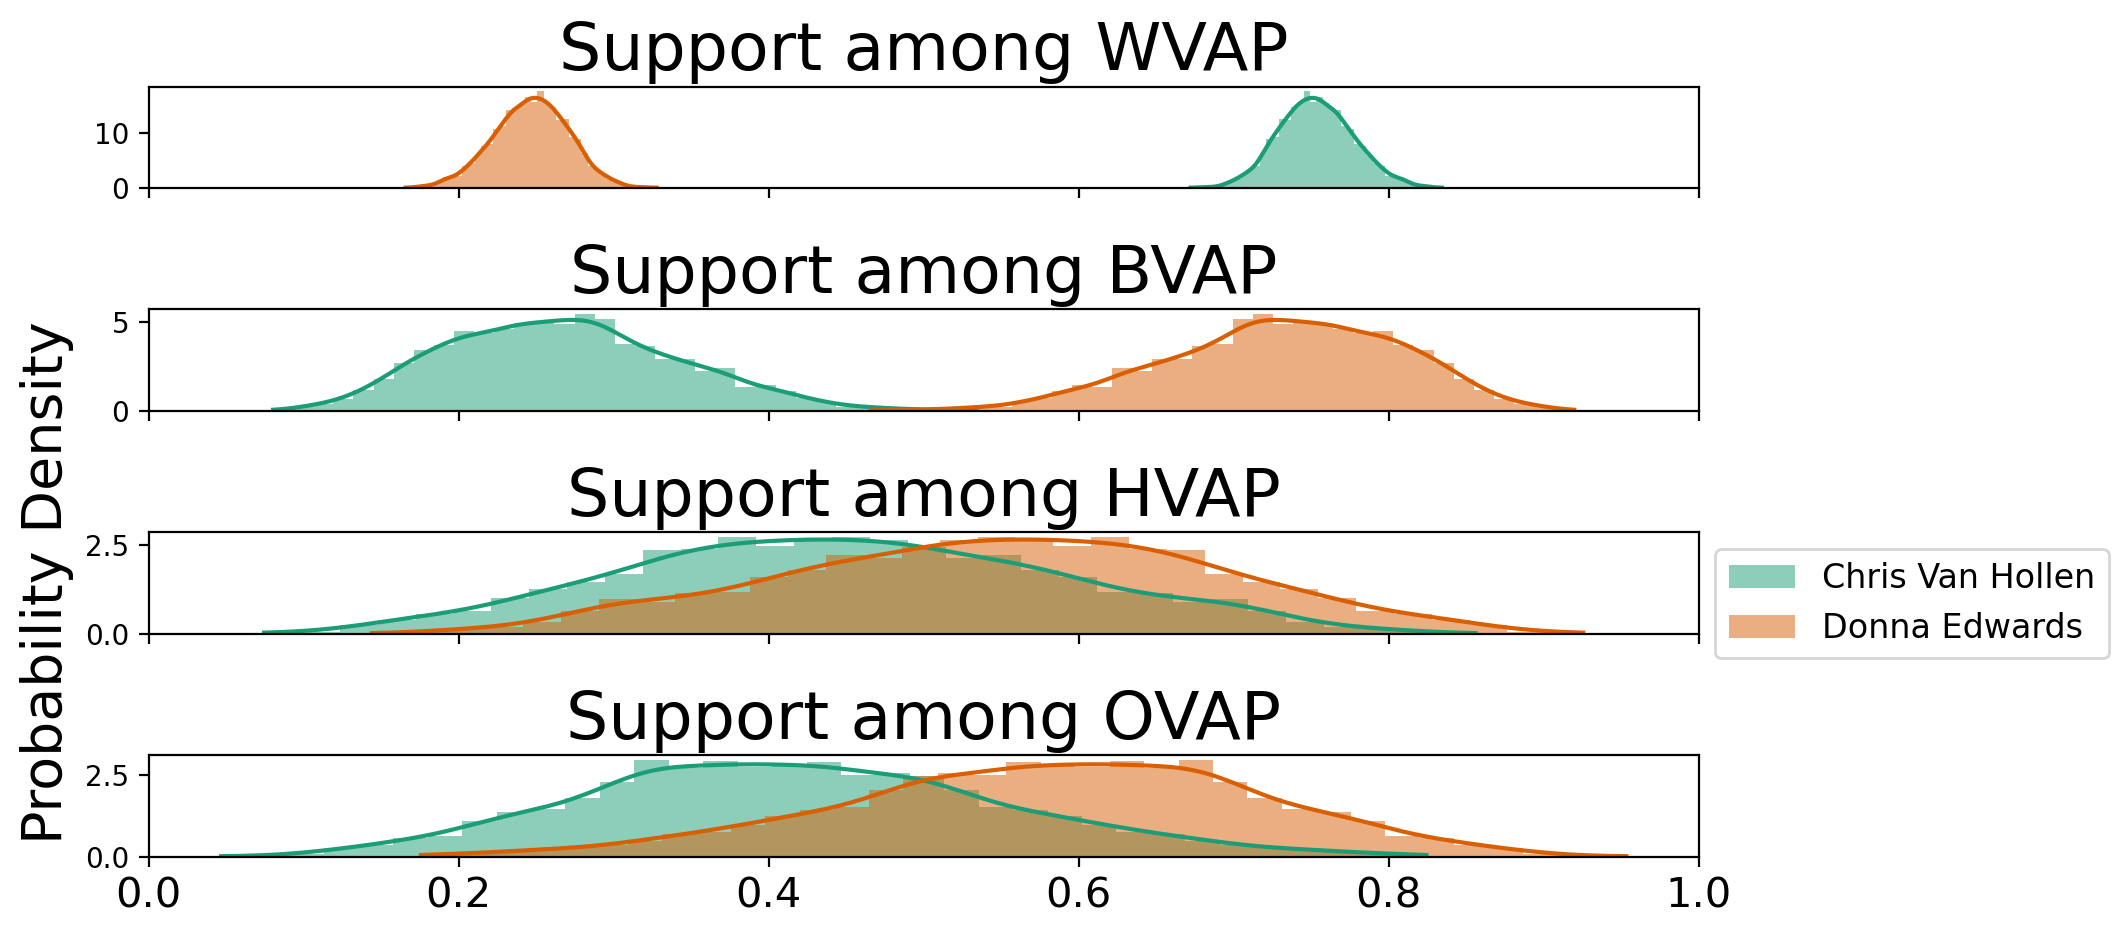 Support among WVAP
10
0
Support among BVAP
5
0
Support among HVAP
2.5
0.0
Support among OVAP
2.5
0.0
0.0 0.2 0.4 0.6 0.8 1.0
Probability Density
Chris Van Hollen
Donna Edwards